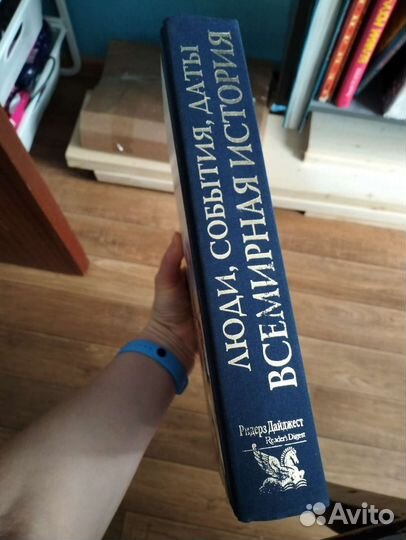 ЛЮДИ, СОБЫТИЯ, ДАТЫ
ВСЕМИРНАЯ ИСТОРИЯ
Ридерз Дайджест
Reader's Digest
Avito